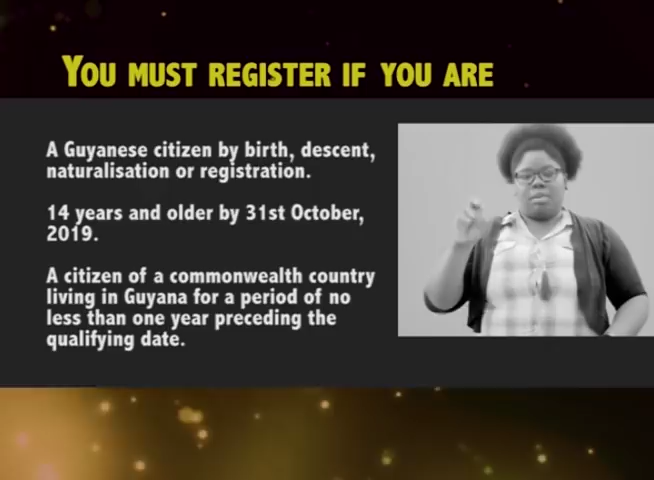 YOU MUST REGISTER IF YOU ARE
A Guyanese citizen by birth, descent,
naturalisation or registration.
14 years and older by 31st October,
2019.
A citizen of a commonwealth country
living in Guyana for a period of no
less than one year preceding the
qualifying date.